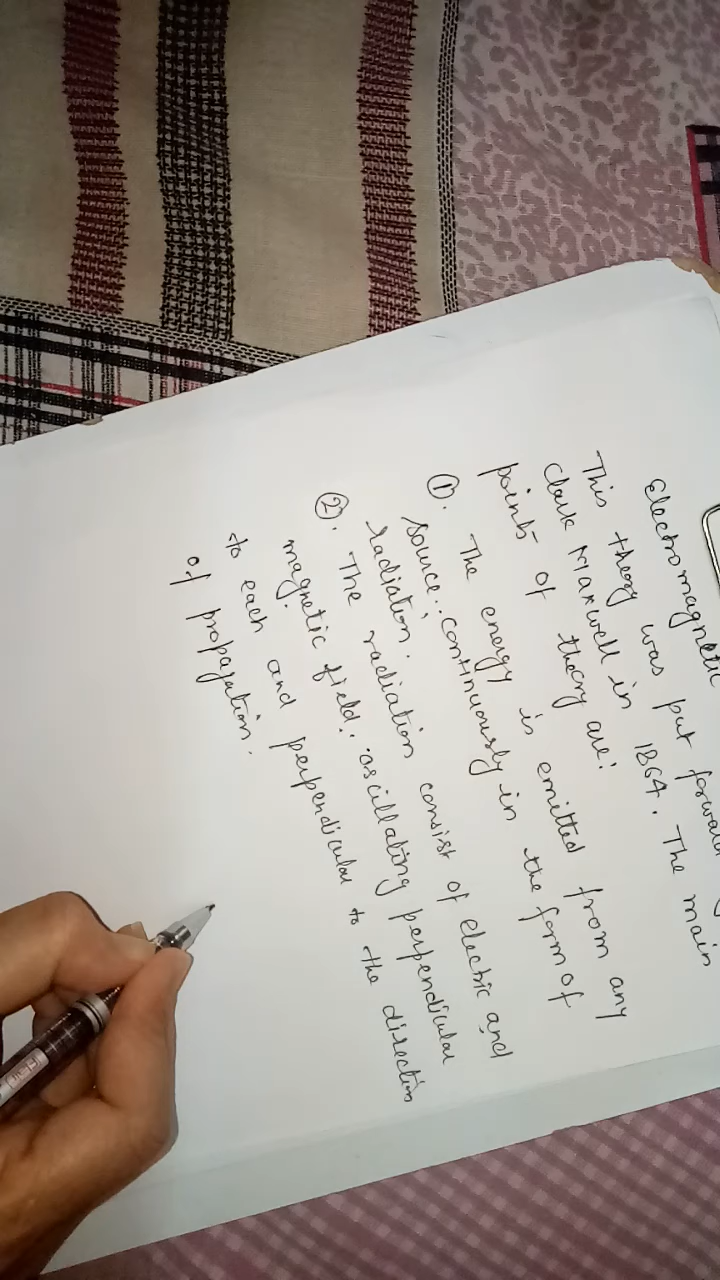 Electromagnetic
This theory was put forward
Clark Maxwell in 1864. The main
points of theory are:
①. The energy is emitted from any
source.. continuously in the form of
radiation.
②. The radiation consist of electric and
magnetic field. oscillating perpendicular
to each and perpendicular to the direction
of propagation.